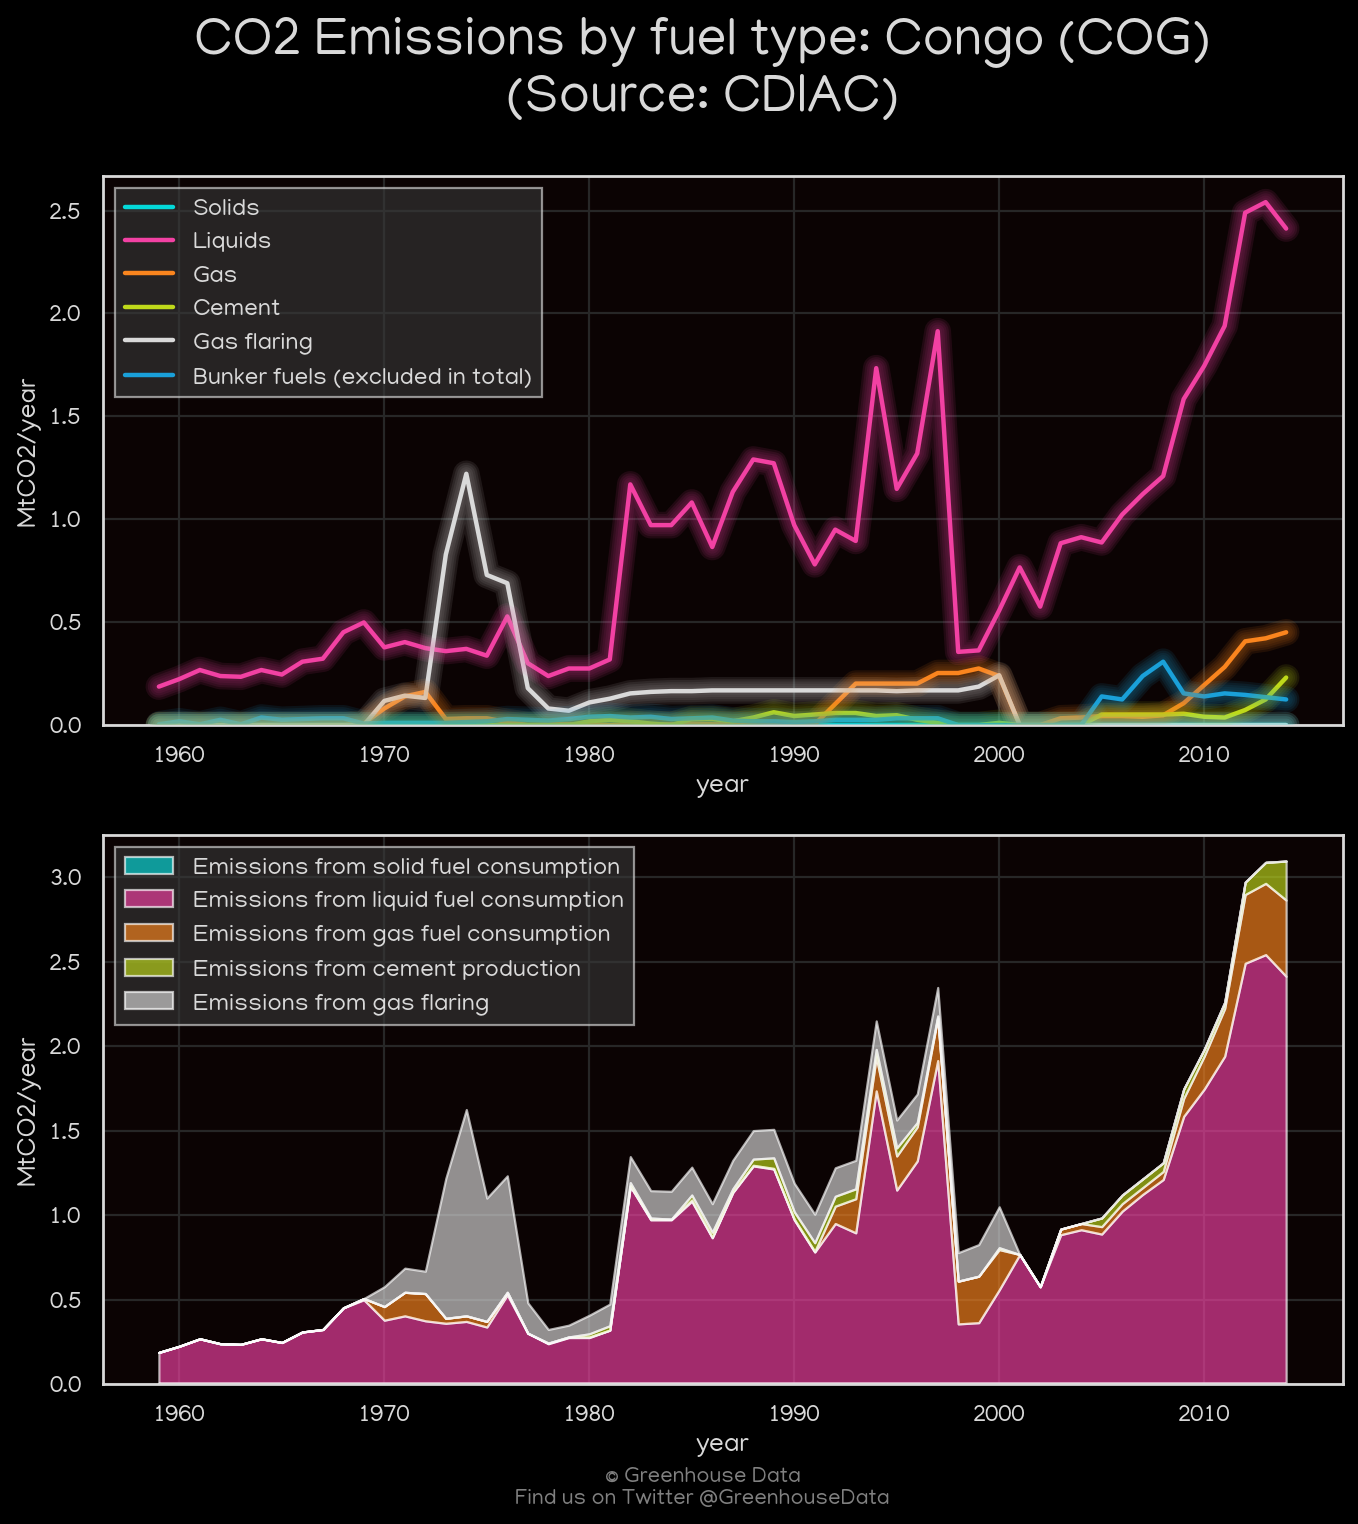 CO2 Emissions by fuel type: Congo (COG)
(Source: CDIAC)
2.5
2.0
1.5
1.0
0.5
0.0
MtCO2/year
Solids
Liquids
Gas
Cement
Gas flaring
Bunker fuels (excluded in total)
1960 1970 1980 1990 2000 2010
year
3.0
2.5
2.0
1.5
1.0
0.5
0.0
MtCO2/year
Emissions from solid fuel consumption
Emissions from liquid fuel consumption
Emissions from gas fuel consumption
Emissions from cement production
Emissions from gas flaring
1960 1970 1980 1990 2000 2010
year
© Greenhouse Data
Find us on Twitter @GreenhouseData